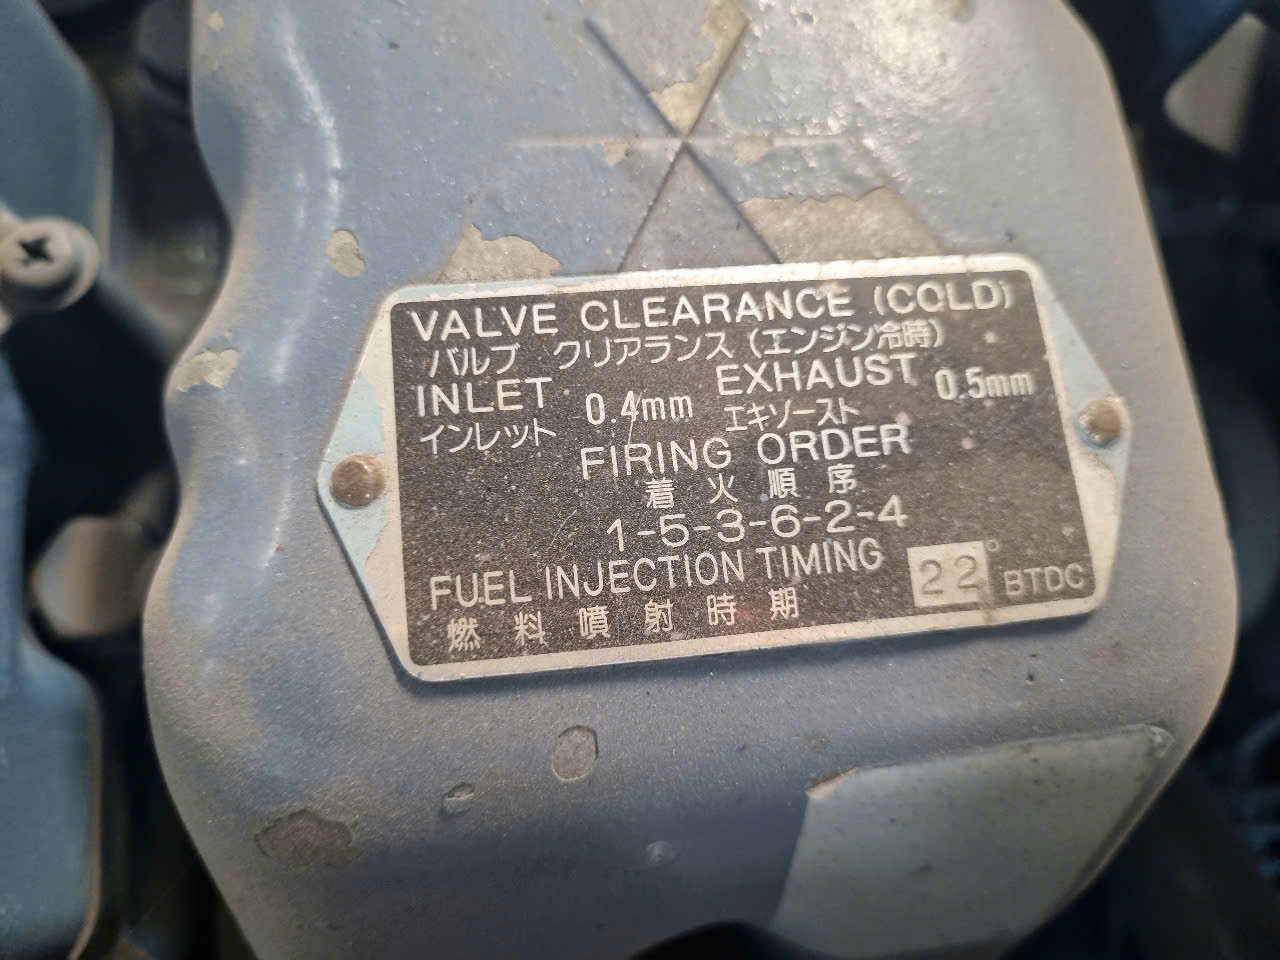 VALVE CLEARANCE (COLD)
バルブ クリアランス (エンジン冷時)
INLET 0.4mm EXHAUST 0.5mm
インレット エキゾースト
FIRING ORDER
着火順序
1-5-3-6-2-4
FUEL INJECTION TIMING 22° BTDC
燃料噴射時期